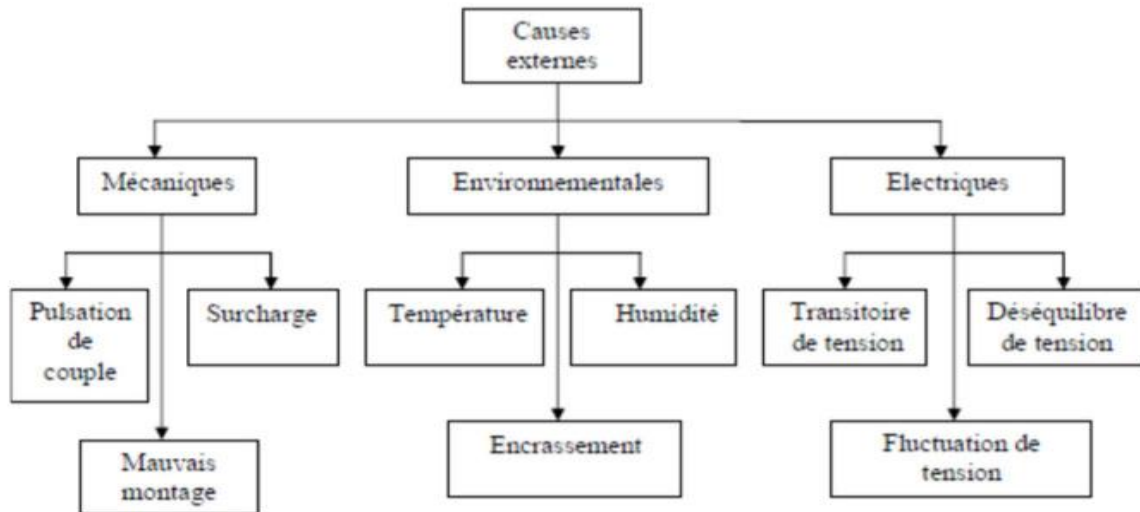 Causes
externes
Mécaniques
Environnementales
Electriques
Pulsation
de
couple
Surcharge
Température
Humidité
Transitoire
de tension
Déséquilibre
de tension
Mauvais
montage
Encrassement
Fluctuation de
tension